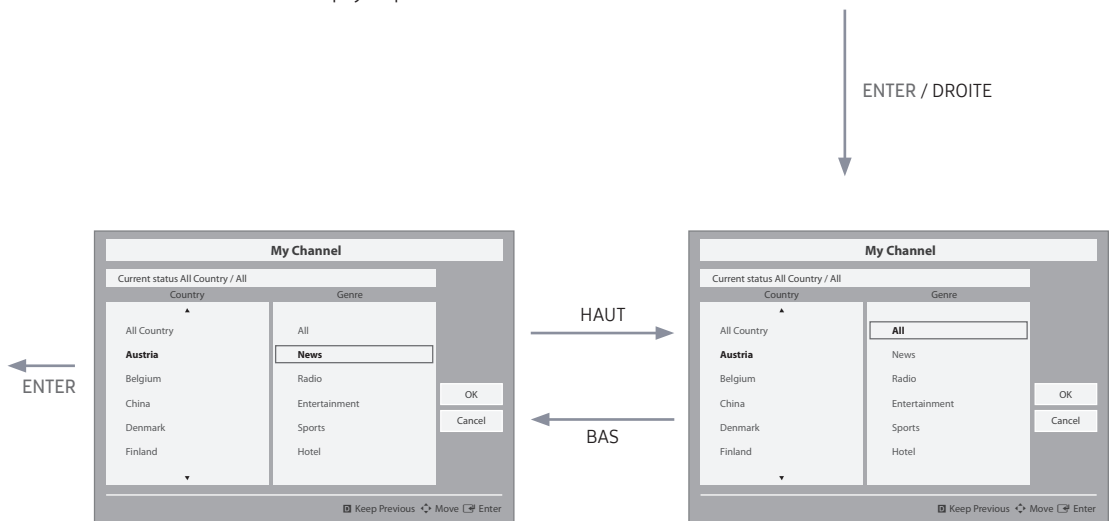 ENTER / DROITE
My Channel
Current status All Country / All
Country Genre
All Country All
Austria News
Belgium Radio
China Entertainment
Denmark Sports
Finland Hotel
OK
Cancel
D Keep Previous Move Enter
ENTER
HAUT
BAS
My Channel
Current status All Country / All
Country Genre
All Country All
Austria News
Belgium Radio
China Entertainment
Denmark Sports
Finland Hotel
OK
Cancel
D Keep Previous Move Enter